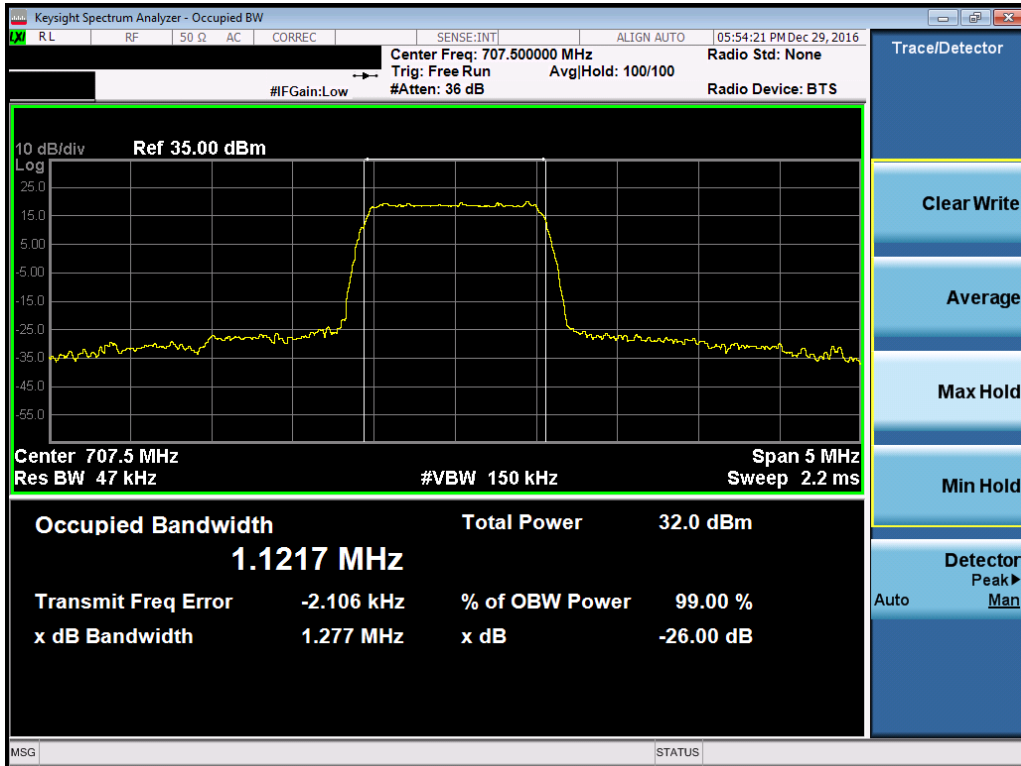 Keysight Spectrum Analyzer - Occupied BW
LXI RL RF 50 Ω AC CORREC SENSE:INT ALIGN AUTO 05:54:21 PM Dec 29, 2016
Center Freq: 707.500000 MHz Radio Std: None
Trig: Free Run Avg|Hold: 100/100
#IFGain:Low #Atten: 36 dB Radio Device: BTS
Trace/Detector
10 dB/div Ref 35.00 dBm
Log
25.0
15.0
5.00
-5.00
-15.0
-25.0
-35.0
-45.0
-55.0
Center 707.5 MHz Span 5 MHz
Res BW 47 kHz #VBW 150 kHz Sweep 2.2 ms
Occupied Bandwidth Total Power 32.0 dBm
1.1217 MHz
Transmit Freq Error -2.106 kHz % of OBW Power 99.00 %
x dB Bandwidth 1.277 MHz x dB -26.00 dB
Clear Write
Average
Max Hold
Min Hold
Detector
Peak▶
Auto Man
MSG STATUS